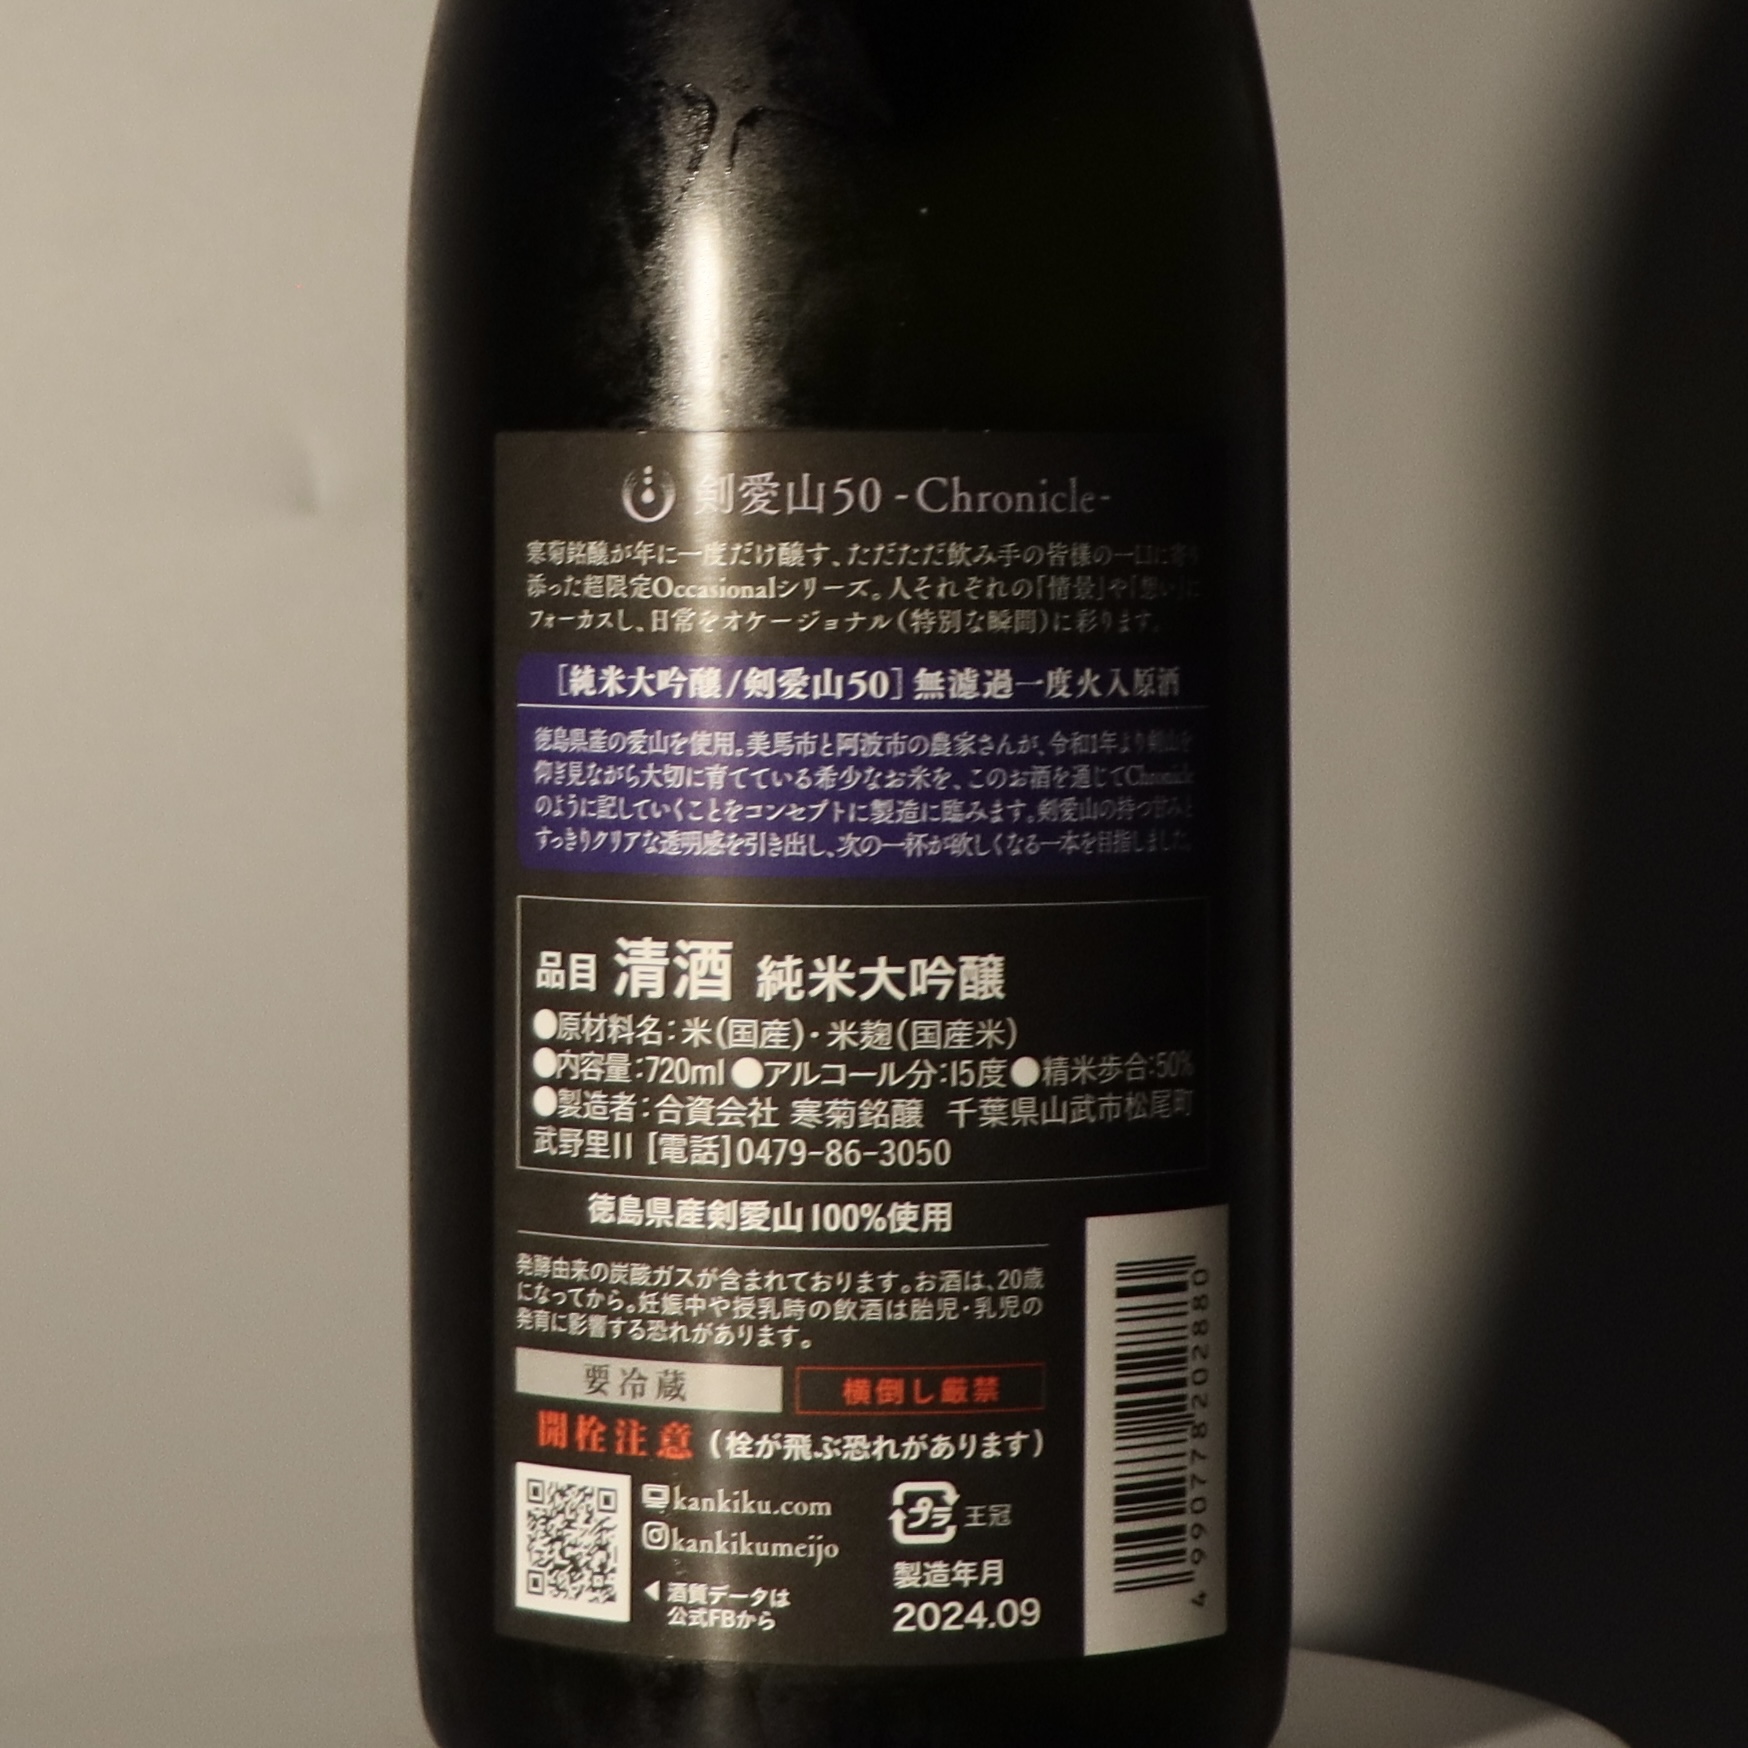 剣愛山50 -Chronicle-
寒菊銘醸が年に一度だけ醸す、ただただ飲み手の皆様の一口に寄り
添った超限定Occasionalシリーズ。人それぞれの「情景」や「想い」に
フォーカスし、日常をオケージョナル(特別な瞬間)に彩ります。
[純米大吟醸/剣愛山50] 無濾過一度火入原酒
徳島県産の愛山を使用。美馬市と阿波市の農家さんが、令和1年より剣山を
仰ぎ見ながら大切に育てている希少なお米を、このお酒を通じてChronicle
のように記していくことをコンセプトに製造に臨みます。剣愛山の持つ甘みと
すっきりクリアな透明感を引き出し、次の一杯が欲しくなる一本を目指しました。
品目 清酒 純米大吟醸
●原材料名:米(国産)・米麹(国産米)
●内容量:720ml ●アルコール分:15度 ●精米歩合:50%
●製造者:合資会社 寒菊銘醸 千葉県山武市松尾町
武野里11 [電話]0479-86-3050
徳島県産剣愛山100%使用
発酵由来の炭酸ガスが含まれております。お酒は、20歳
になってから。妊娠中や授乳時の飲酒は胎児・乳児の
発育に影響する恐れがあります。
要冷蔵 横倒し厳禁
開栓注意 (栓が飛ぶ恐れがあります)
kankiku.com
kankikumeijo
◀酒質データは
公式FBから
プラ 王冠
製造年月
2024.09
4990778202880